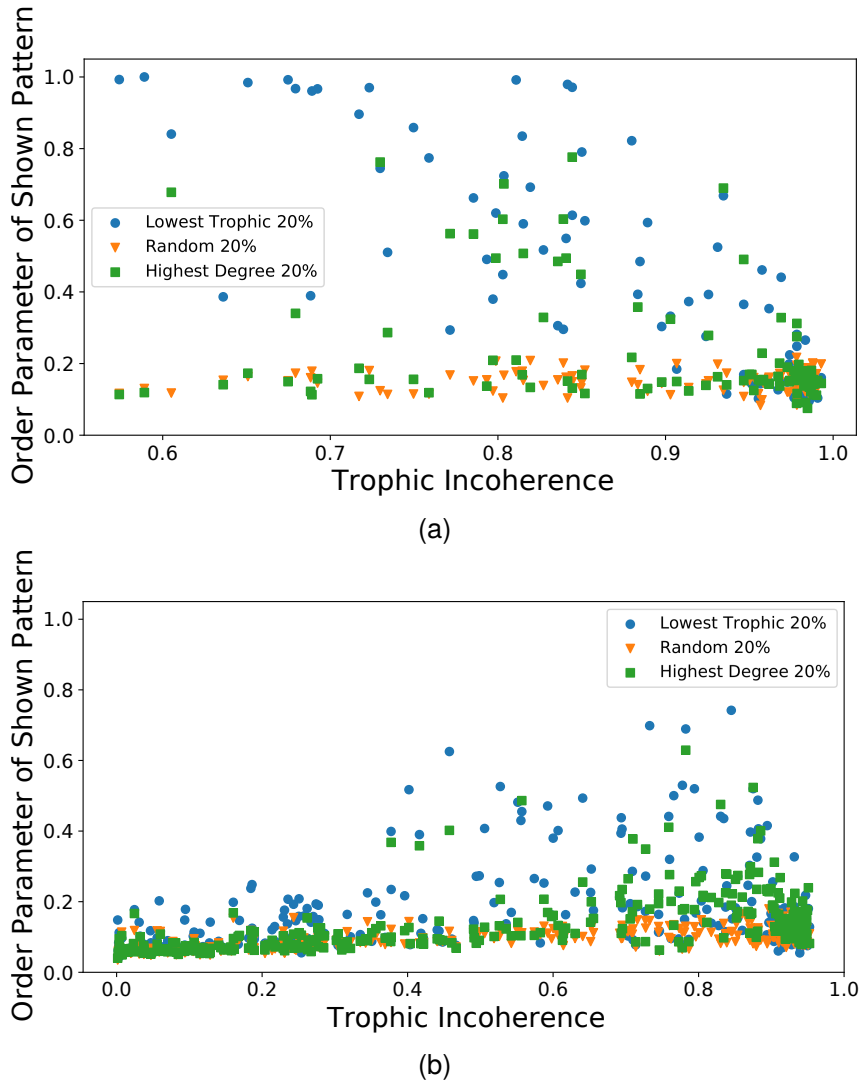 Order Parameter of Shown Pattern
1.0
0.8
0.6
0.4
0.2
0.0
Lowest Trophic 20%
Random 20%
Highest Degree 20%
0.6 0.7 0.8 0.9 1.0
Trophic Incoherence
(a)
Order Parameter of Shown Pattern
1.0
0.8
0.6
0.4
0.2
0.0
Lowest Trophic 20%
Random 20%
Highest Degree 20%
0.0 0.2 0.4 0.6 0.8 1.0
Trophic Incoherence
(b)